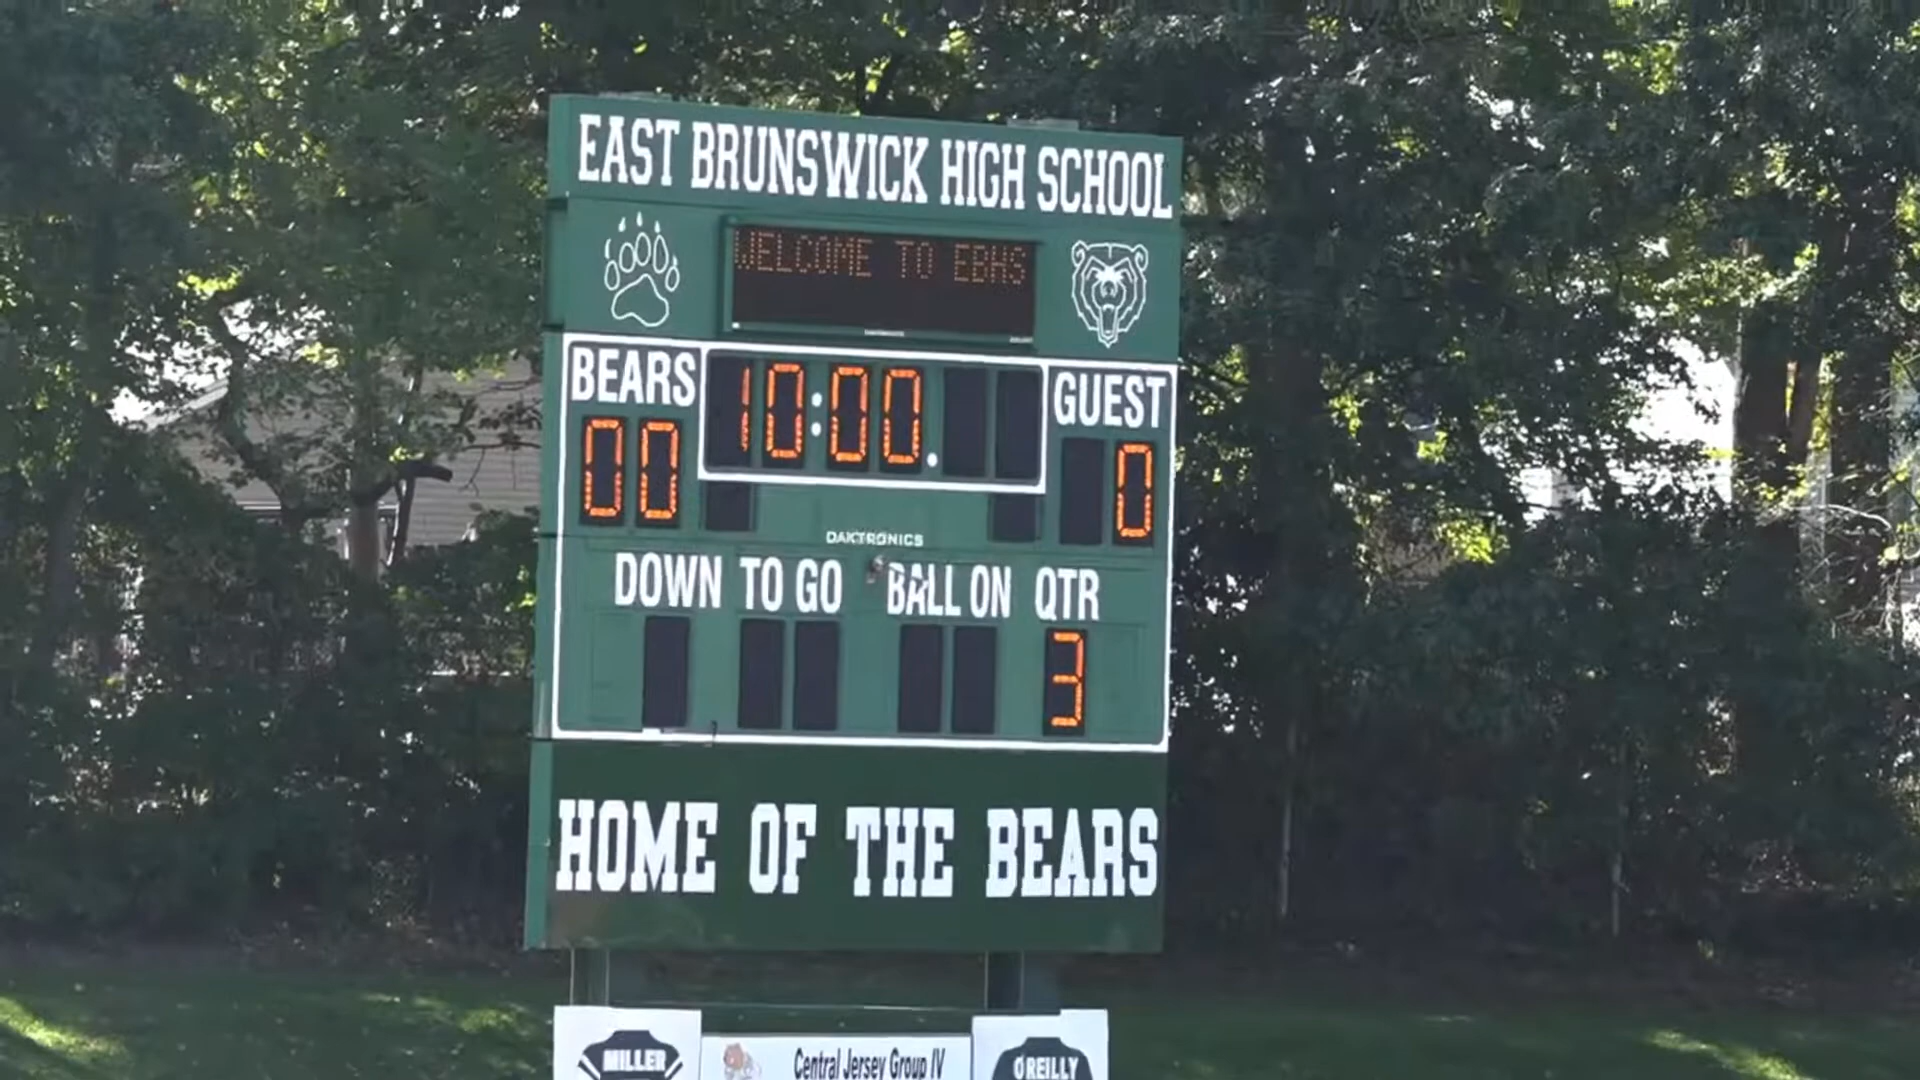 EAST BRUNSWICK HIGH SCHOOL
WELCOME TO EBHS
BEARS 10:00. GUEST
00 0
DAKTRONICS
DOWN TO GO BALL ON QTR
3
HOME OF THE BEARS
MILLER Central Jersey Group IV O'REILLY